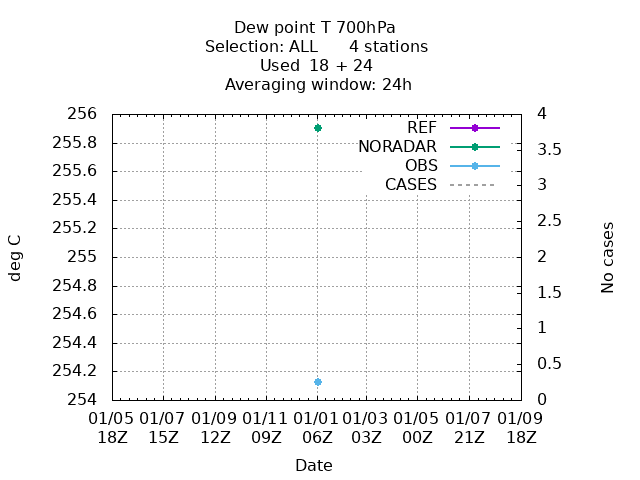 Dew point T 700hPa
Selection: ALL      4 stations
Used  18 + 24
Averaging window: 24h
256
255.8
255.6
255.4
255.2
255
254.8
254.6
254.4
254.2
254
4
3.5
3
2.5
2
1.5
1
0.5
0
REF
NORADAR
OBS
CASES
deg C
No cases
01/05 01/07 01/09 01/11 01/01 01/03 01/05 01/07 01/09
18Z 15Z 12Z 09Z 06Z 03Z 00Z 21Z 18Z
Date